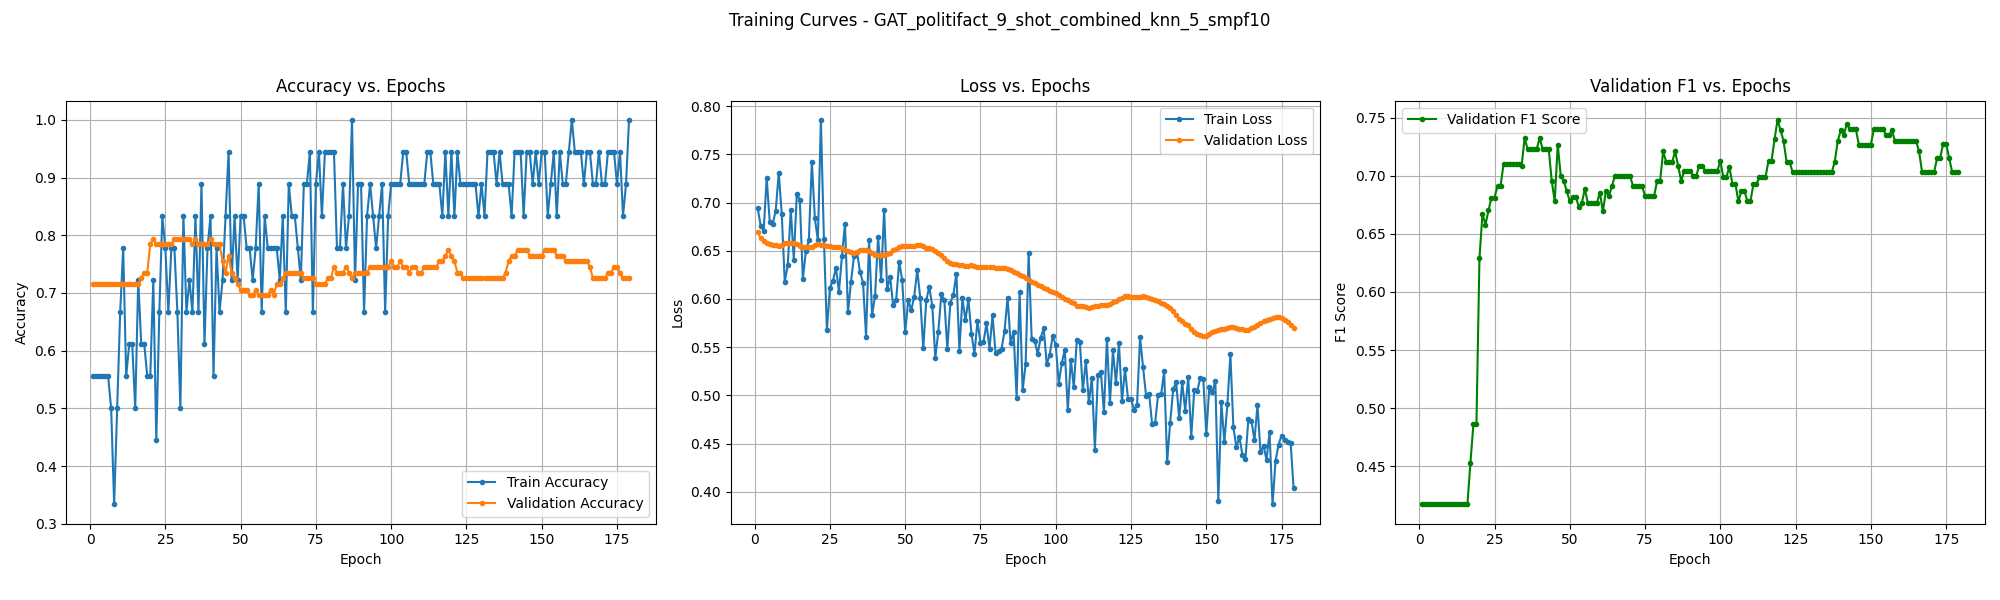 Training Curves - GAT_politifact_9_shot_combined_knn_5_smpf10
Accuracy vs. Epochs
1.0
0.9
0.8
0.7
0.6
0.5
0.4
0.3
Accuracy
Train Accuracy
Validation Accuracy
0 25 50 75 100 125 150 175
Epoch
Loss vs. Epochs
0.80
0.75
0.70
0.65
0.60
0.55
0.50
0.45
0.40
Loss
Train Loss
Validation Loss
0 25 50 75 100 125 150 175
Epoch
Validation F1 vs. Epochs
0.75
0.70
0.65
0.60
0.55
0.50
0.45
F1 Score
Validation F1 Score
0 25 50 75 100 125 150 175
Epoch